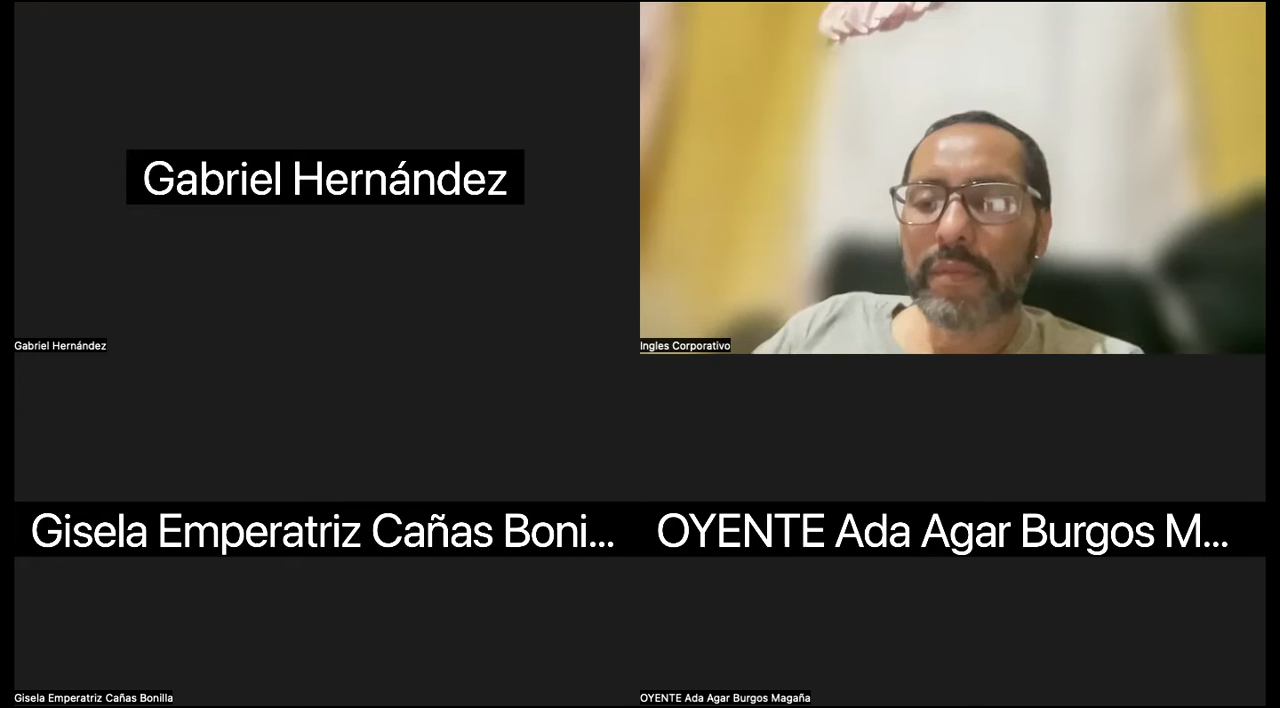 Gabriel Hernández
Gabriel Hernández
Ingles Corporativo
Gisela Emperatriz Cañas Boni...
OYENTE Ada Agar Burgos M...
Gisela Emperatriz Cañas Bonilla
OYENTE Ada Agar Burgos Magaña